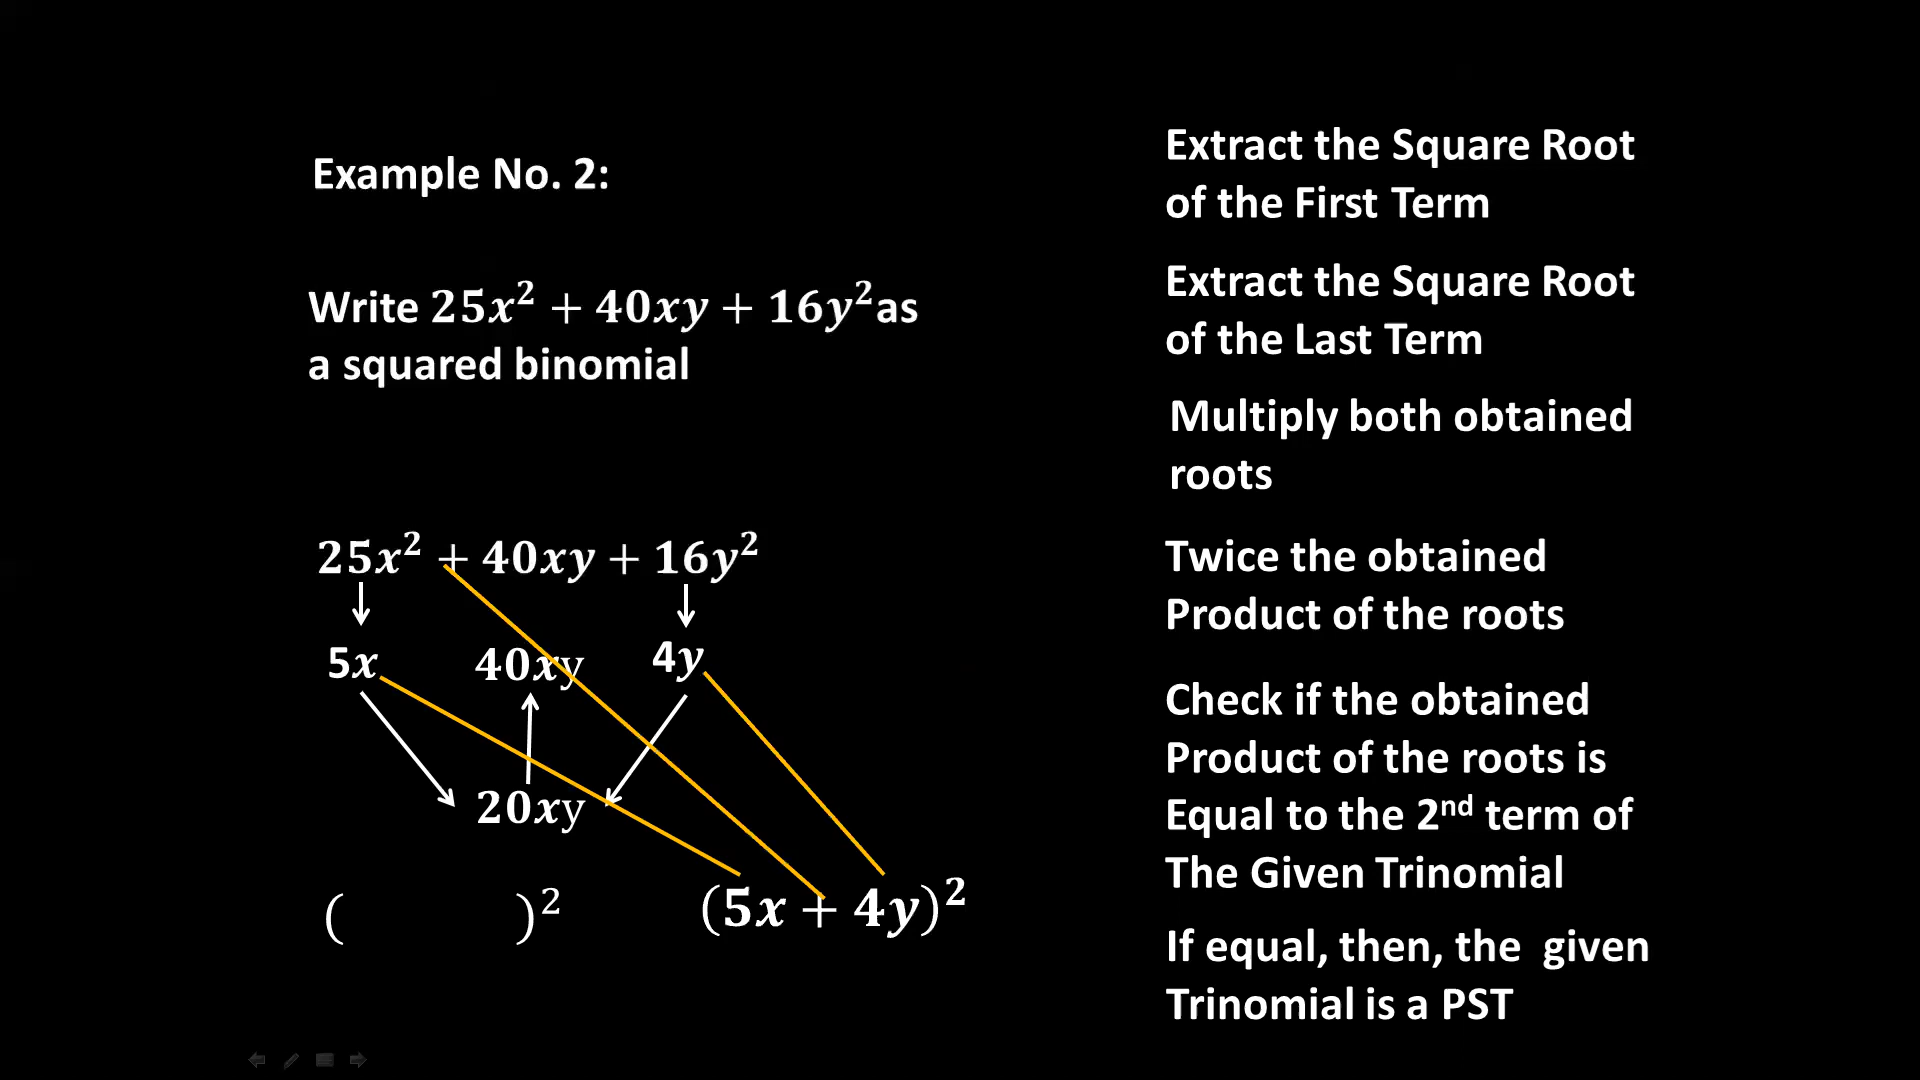 Example No. 2:
Write 25x² + 40xy + 16y²as
a squared binomial
25x² + 40xy + 16y²
5x 40xy 4y
20xy
( )² (5x + 4y)²
Extract the Square Root
of the First Term
Extract the Square Root
of the Last Term
Multiply both obtained
roots
Twice the obtained
Product of the roots
Check if the obtained
Product of the roots is
Equal to the 2nd term of
The Given Trinomial
If equal, then, the given
Trinomial is a PST